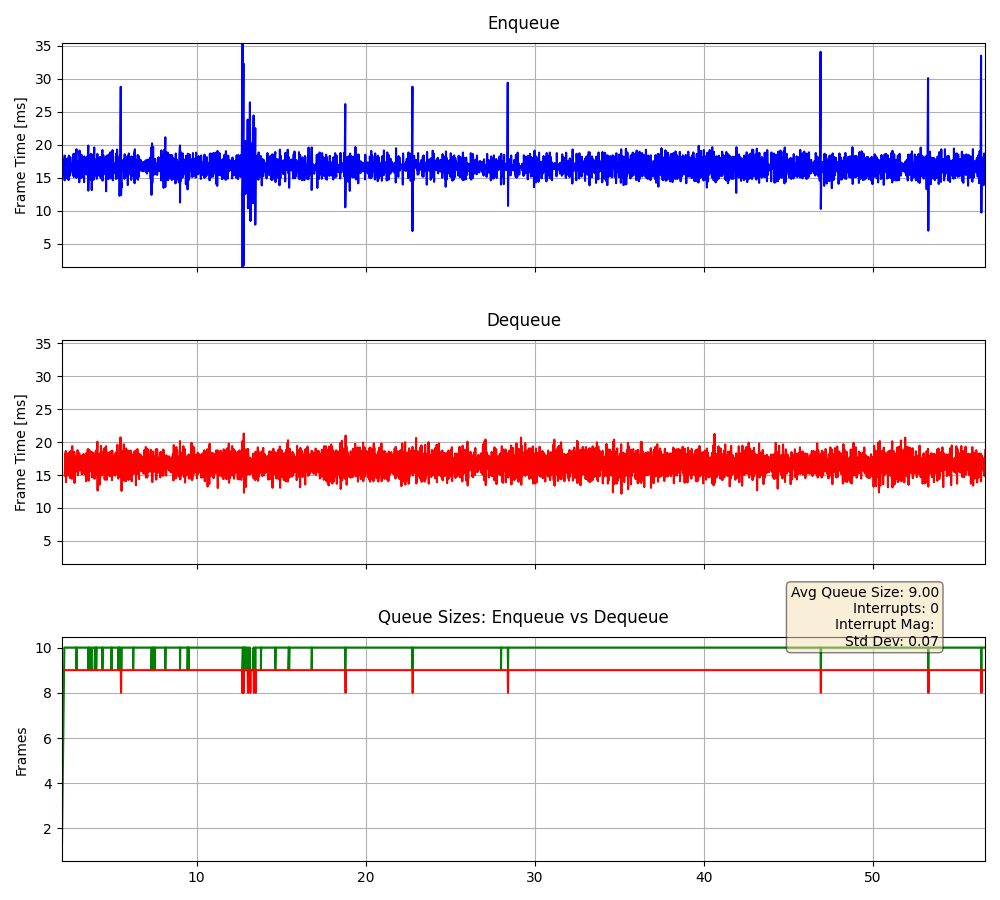 Enqueue
35
30
25
20
15
10
5
Frame Time [ms]
Dequeue
35
30
25
20
15
10
5
Frame Time [ms]
Avg Queue Size: 9.00
Interrupts: 0
Interrupt Mag:
Std Dev: 0.07
Queue Sizes: Enqueue vs Dequeue
10
8
6
4
2
Frames
10 20 30 40 50